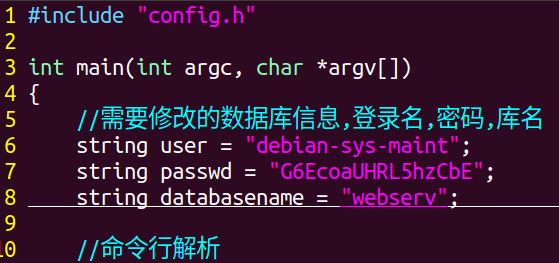 1 #include "config.h"
2
3 int main(int argc, char *argv[])
4 {
5     //需要修改的数据库信息,登录名,密码,库名
6     string user = "debian-sys-maint";
7     string passwd = "G6EcoaUHRL5hzCbE";
8     string databasename = "webserv";
9
10     //命令行解析